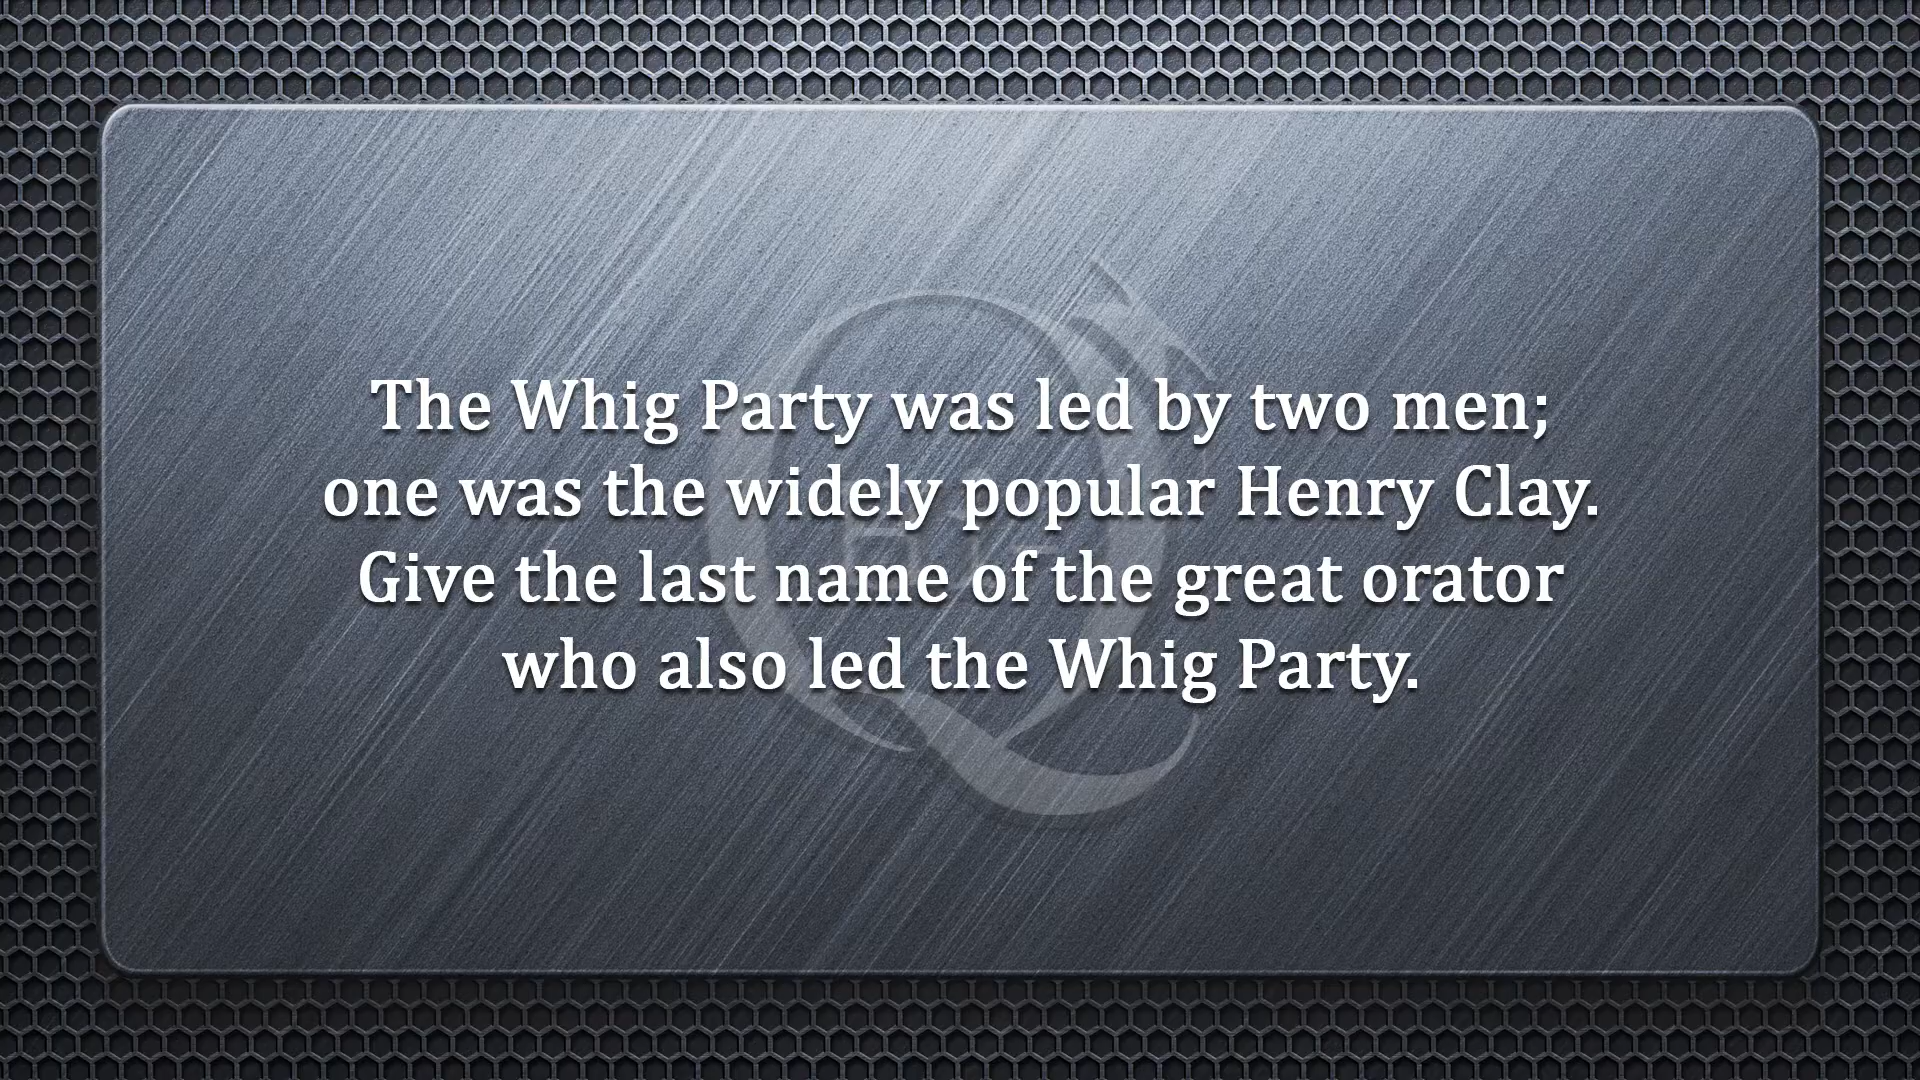 The Whig Party was led by two men;
one was the widely popular Henry Clay.
Give the last name of the great orator
who also led the Whig Party.